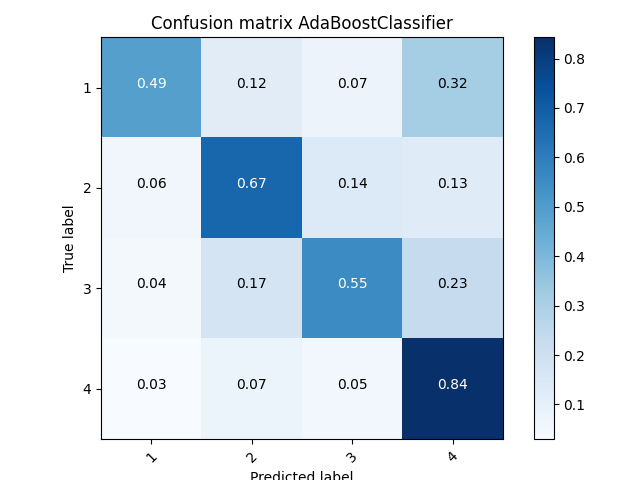 Confusion matrix AdaBoostClassifier
True label
1 0.49 0.12 0.07 0.32
2 0.06 0.67 0.14 0.13
3 0.04 0.17 0.55 0.23
4 0.03 0.07 0.05 0.84
1 2 3 4
Predicted label
0.8
0.7
0.6
0.5
0.4
0.3
0.2
0.1